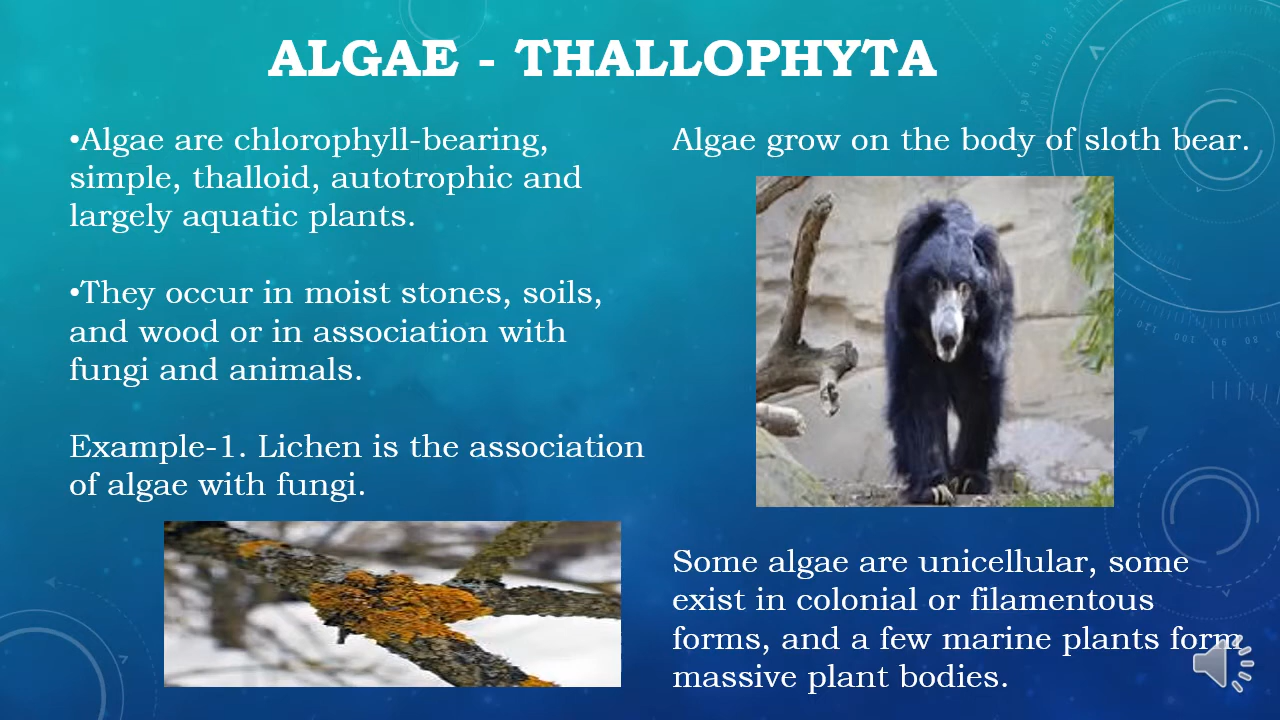 ALGAE - THALLOPHYTA
•Algae are chlorophyll-bearing,
simple, thalloid, autotrophic and
largely aquatic plants.
•They occur in moist stones, soils,
and wood or in association with
fungi and animals.
Example-1. Lichen is the association
of algae with fungi.
Algae grow on the body of sloth bear.
Some algae are unicellular, some
exist in colonial or filamentous
forms, and a few marine plants form
massive plant bodies.